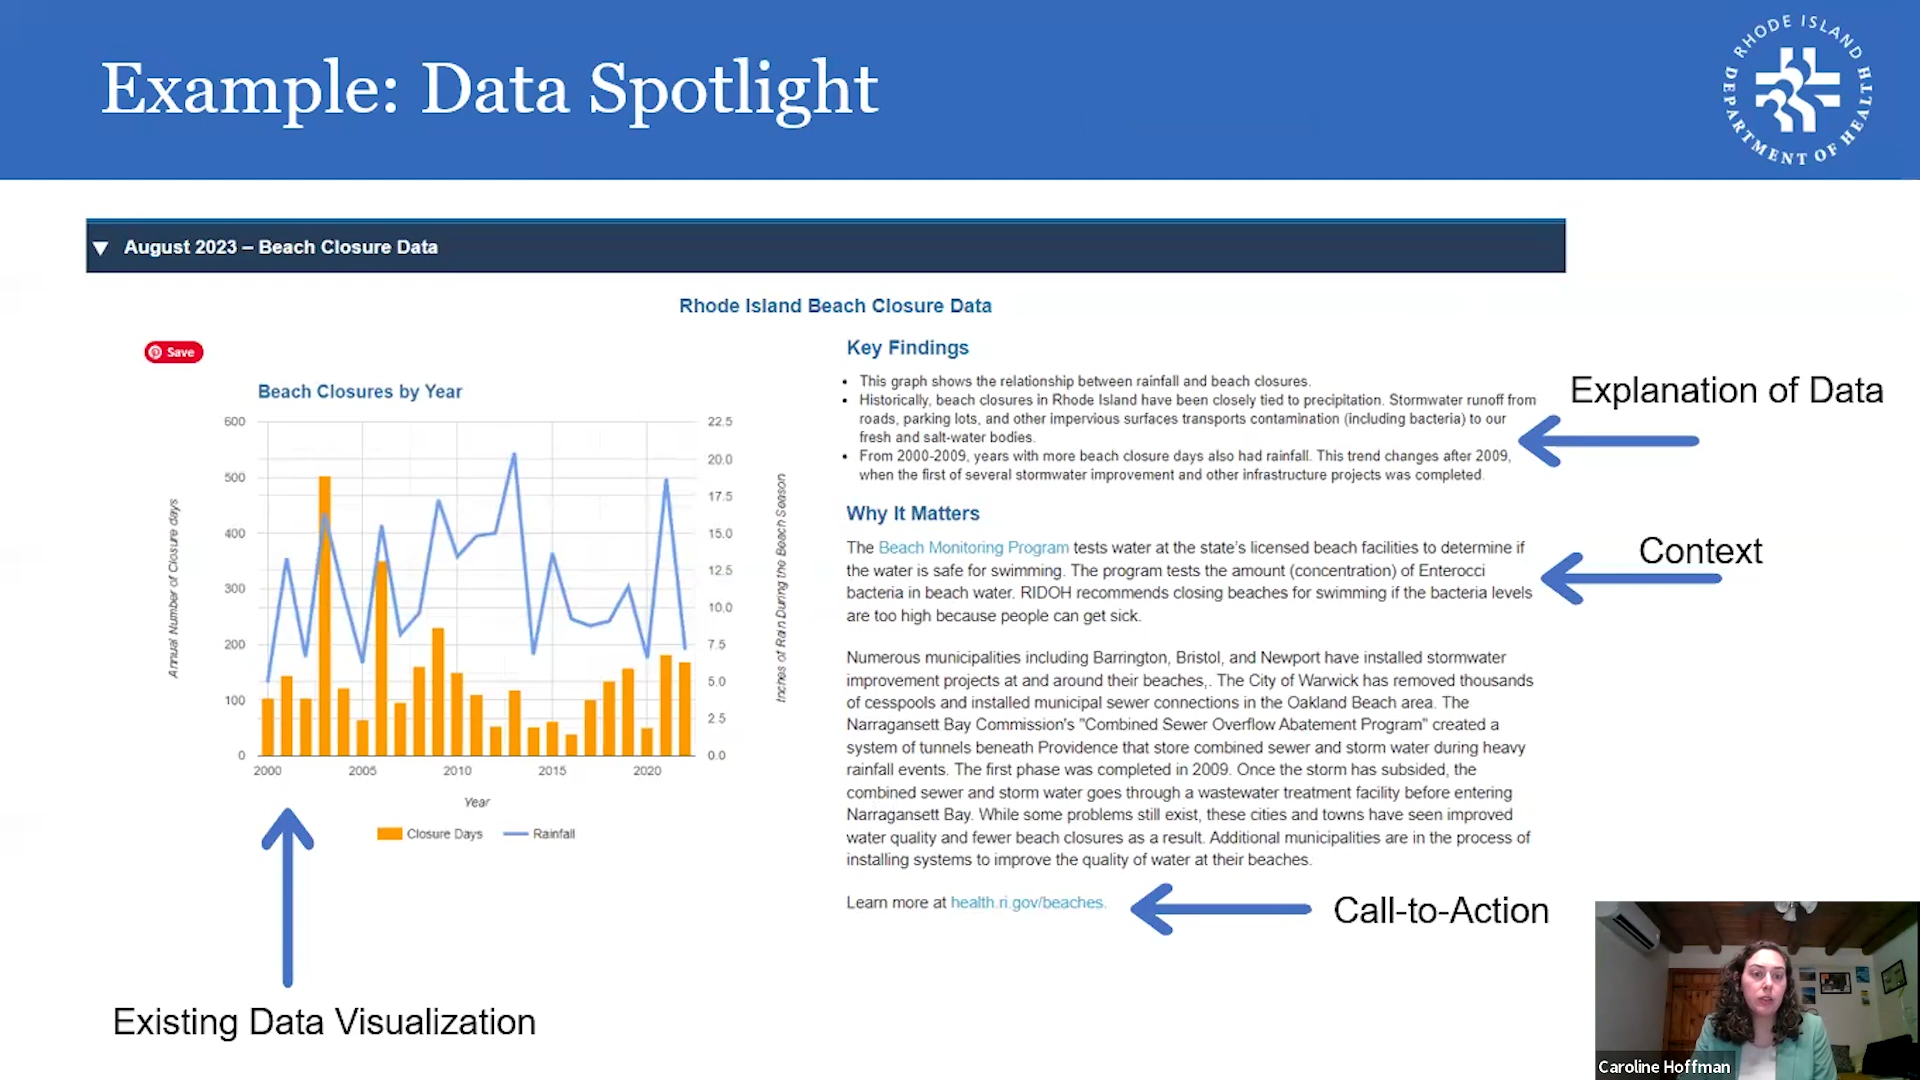 Example: Data Spotlight
RHODE ISLAND
DEPARTMENT OF HEALTH
▼ August 2023 – Beach Closure Data
Rhode Island Beach Closure Data
Save
Beach Closures by Year
600
500
400
300
200
100
0
22.5
20.0
17.5
15.0
12.5
10.0
7.5
5.0
2.5
0.0
Annual Number of Closure days
Inches of Rain During the Beach Season
2000 2005 2010 2015 2020
Year
Closure Days Rainfall
Existing Data Visualization
Key Findings
• This graph shows the relationship between rainfall and beach closures.
• Historically, beach closures in Rhode Island have been closely tied to precipitation. Stormwater runoff from
roads, parking lots, and other impervious surfaces transports contamination (including bacteria) to our
fresh and salt-water bodies.
• From 2000-2009, years with more beach closure days also had rainfall. This trend changes after 2009,
when the first of several stormwater improvement and other infrastructure projects was completed.
Explanation of Data
Why It Matters
The Beach Monitoring Program tests water at the state's licensed beach facilities to determine if
the water is safe for swimming. The program tests the amount (concentration) of Enterocci
bacteria in beach water. RIDOH recommends closing beaches for swimming if the bacteria levels
are too high because people can get sick.
Context
Numerous municipalities including Barrington, Bristol, and Newport have installed stormwater
improvement projects at and around their beaches,. The City of Warwick has removed thousands
of cesspools and installed municipal sewer connections in the Oakland Beach area. The
Narragansett Bay Commission's "Combined Sewer Overflow Abatement Program" created a
system of tunnels beneath Providence that store combined sewer and storm water during heavy
rainfall events. The first phase was completed in 2009. Once the storm has subsided, the
combined sewer and storm water goes through a wastewater treatment facility before entering
Narragansett Bay. While some problems still exist, these cities and towns have seen improved
water quality and fewer beach closures as a result. Additional municipalities are in the process of
installing systems to improve the quality of water at their beaches.
Learn more at health.ri.gov/beaches.
Call-to-Action
Caroline Hoffman